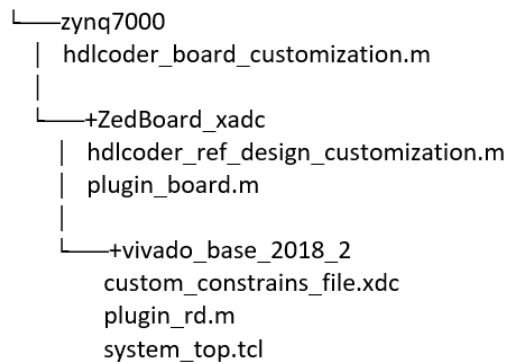 zynq7000
hdlcoder_board_customization.m
+ZedBoard_xadc
hdlcoder_ref_design_customization.m
plugin_board.m
+vivado_base_2018_2
custom_constrains_file.xdc
plugin_rd.m
system_top.tcl